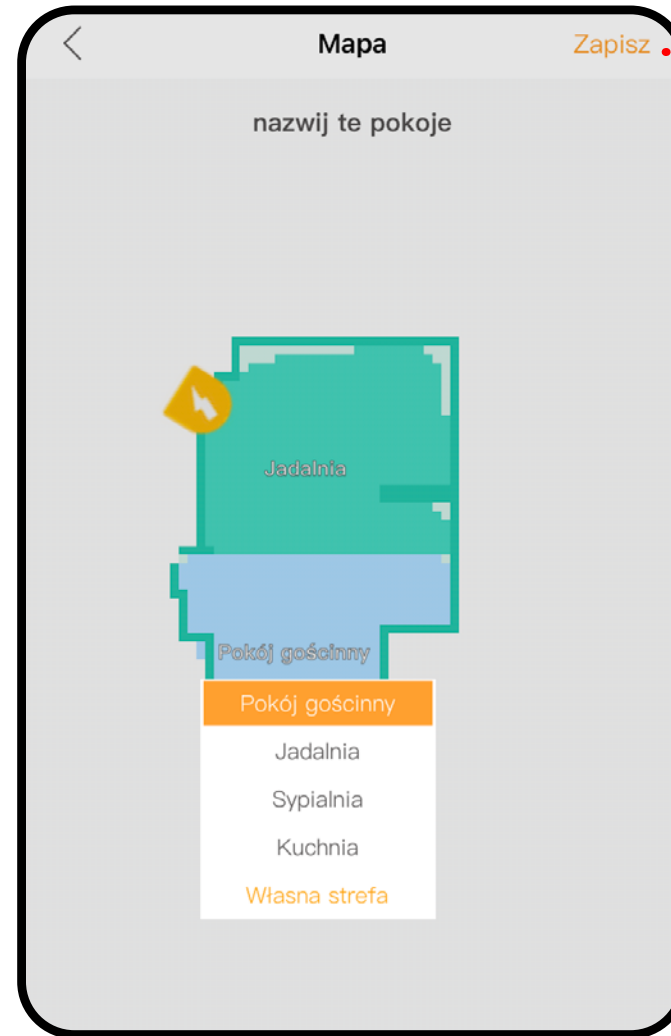 Mapa
Zapisz
nazwij te pokoje
Jadalnia
Pokój gościnny
Pokój gościnny
Jadalnia
Sypialnia
Kuchnia
Własna strefa